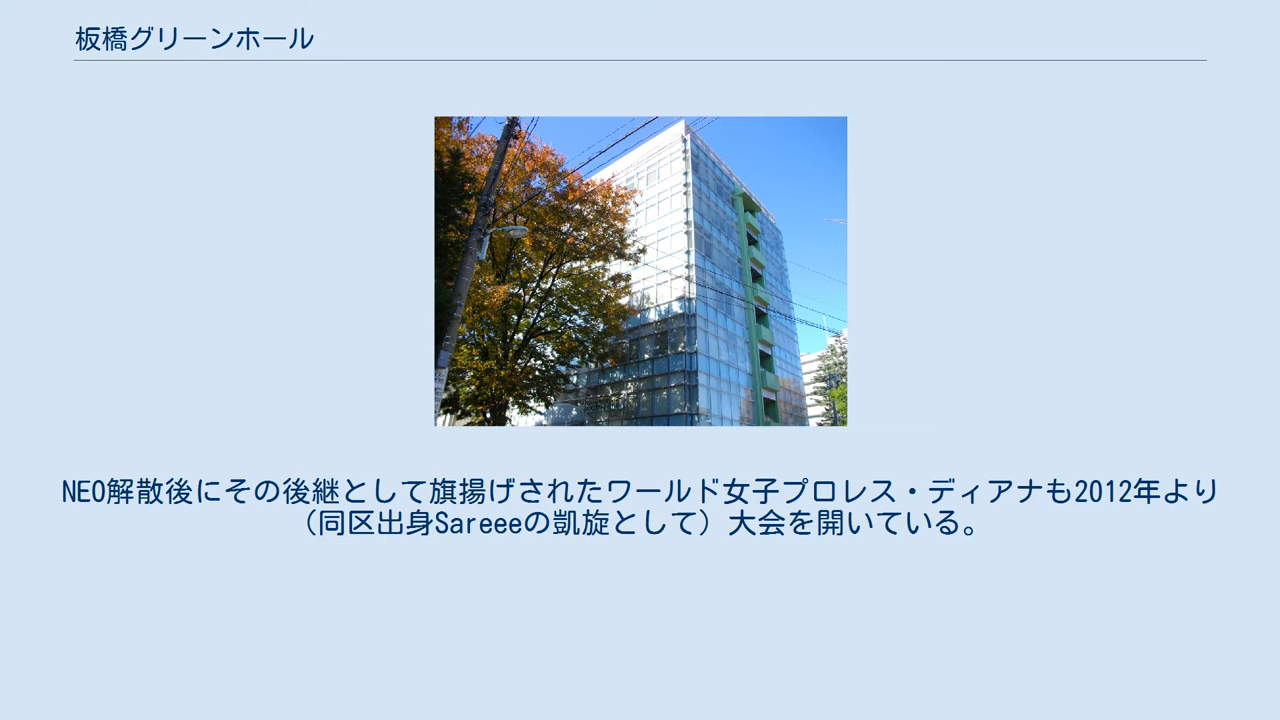 板橋グリーンホール
NEO解散後にその後継として旗揚げされたワールド女子プロレス・ディアナも2012年より
（同区出身Sareeeの凱旋として）大会を開いている。